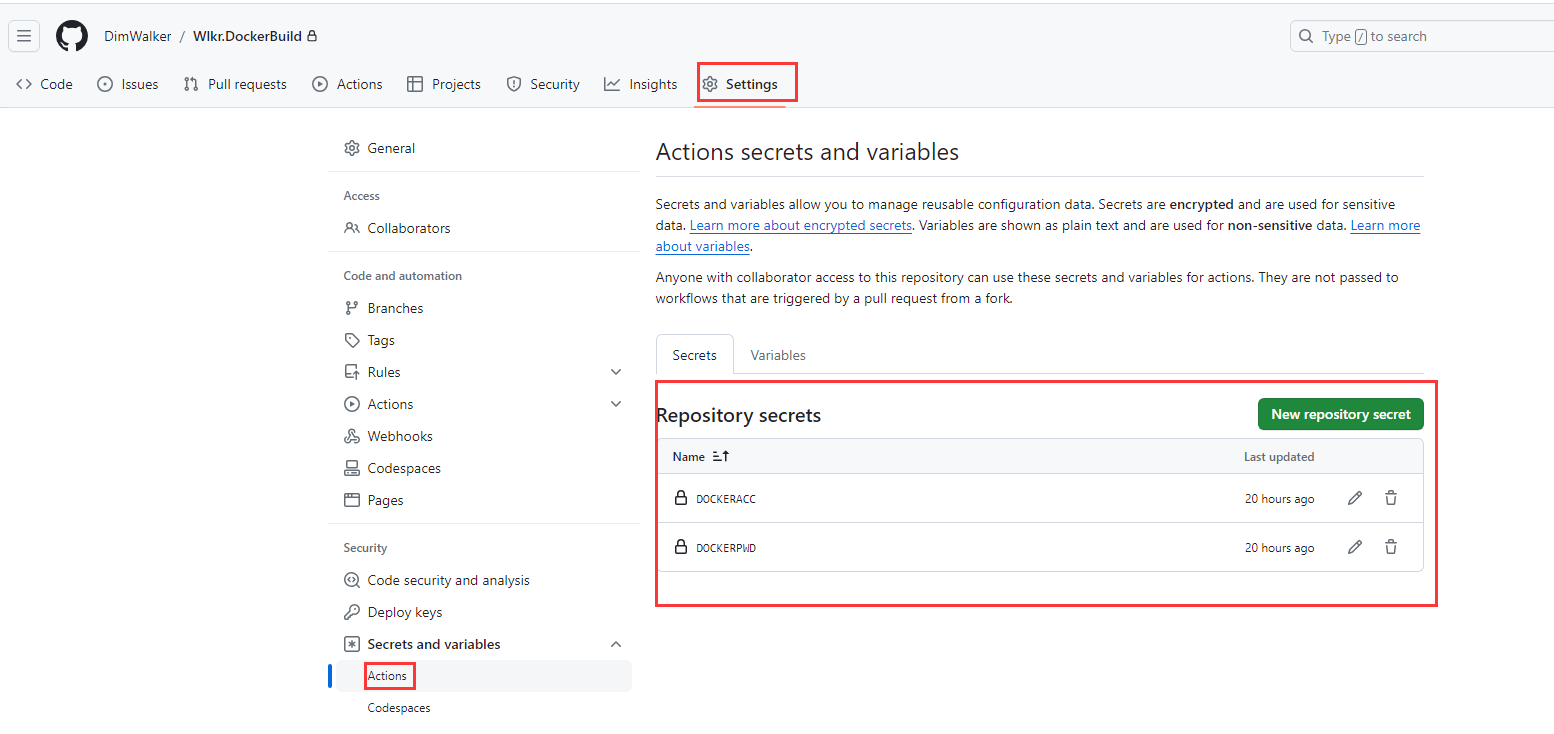 DimWalker / Wlkr.DockerBuild
Type / to search
Code
Issues
Pull requests
Actions
Projects
Security
Insights
Settings
General
Access
Collaborators
Code and automation
Branches
Tags
Rules
Actions
Webhooks
Codespaces
Pages
Security
Code security and analysis
Deploy keys
Secrets and variables
Actions
Codespaces
Actions secrets and variables
Secrets and variables allow you to manage reusable configuration data. Secrets are encrypted and are used for sensitive
data. Learn more about encrypted secrets. Variables are shown as plain text and are used for non-sensitive data. Learn more
about variables.
Anyone with collaborator access to this repository can use these secrets and variables for actions. They are not passed to
workflows that are triggered by a pull request from a fork.
Secrets
Variables
Repository secrets
New repository secret
Name
Last updated
DOCKERACC
20 hours ago
DOCKERPWD
20 hours ago